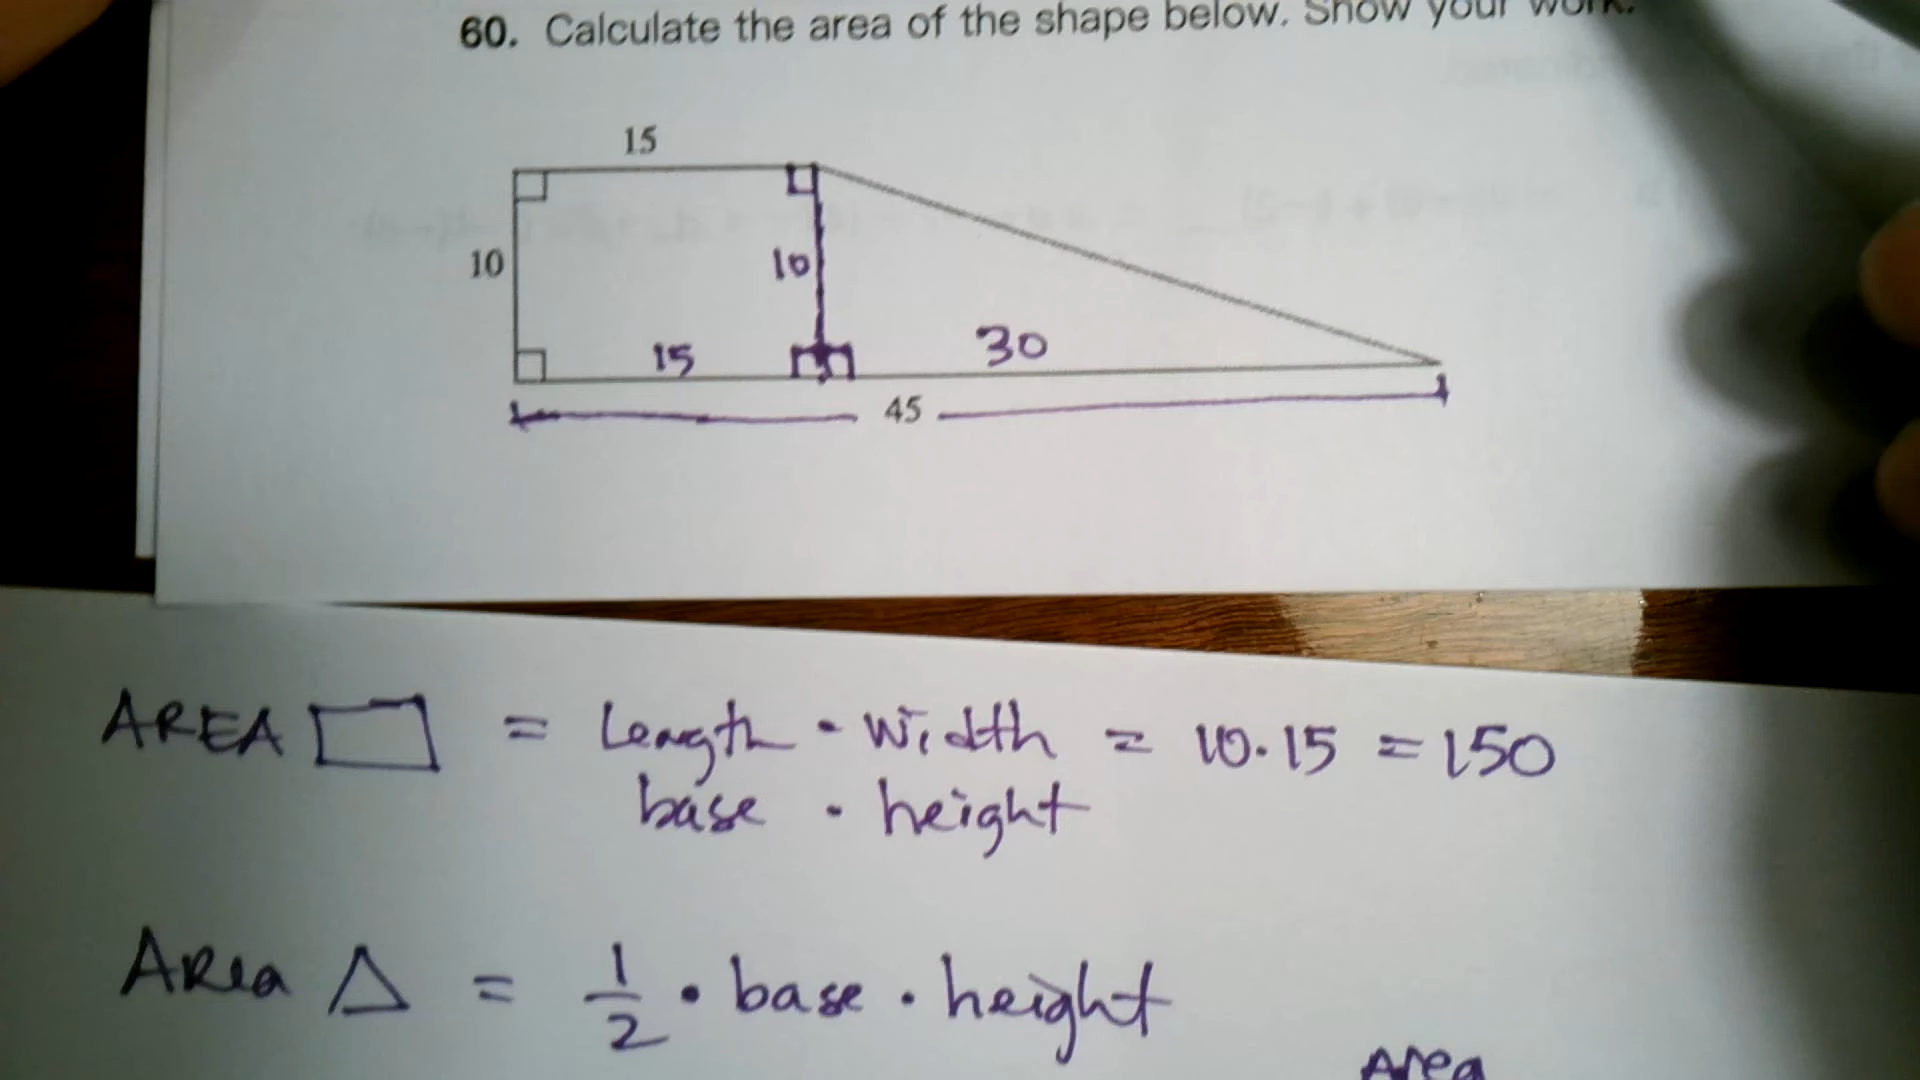 60. Calculate the area of the shape below. Show your work.
15
10
10
15
30
45
AREA = Length · Width = 10·15 = 150
base · height
Area = 1/2 · base · height
Area